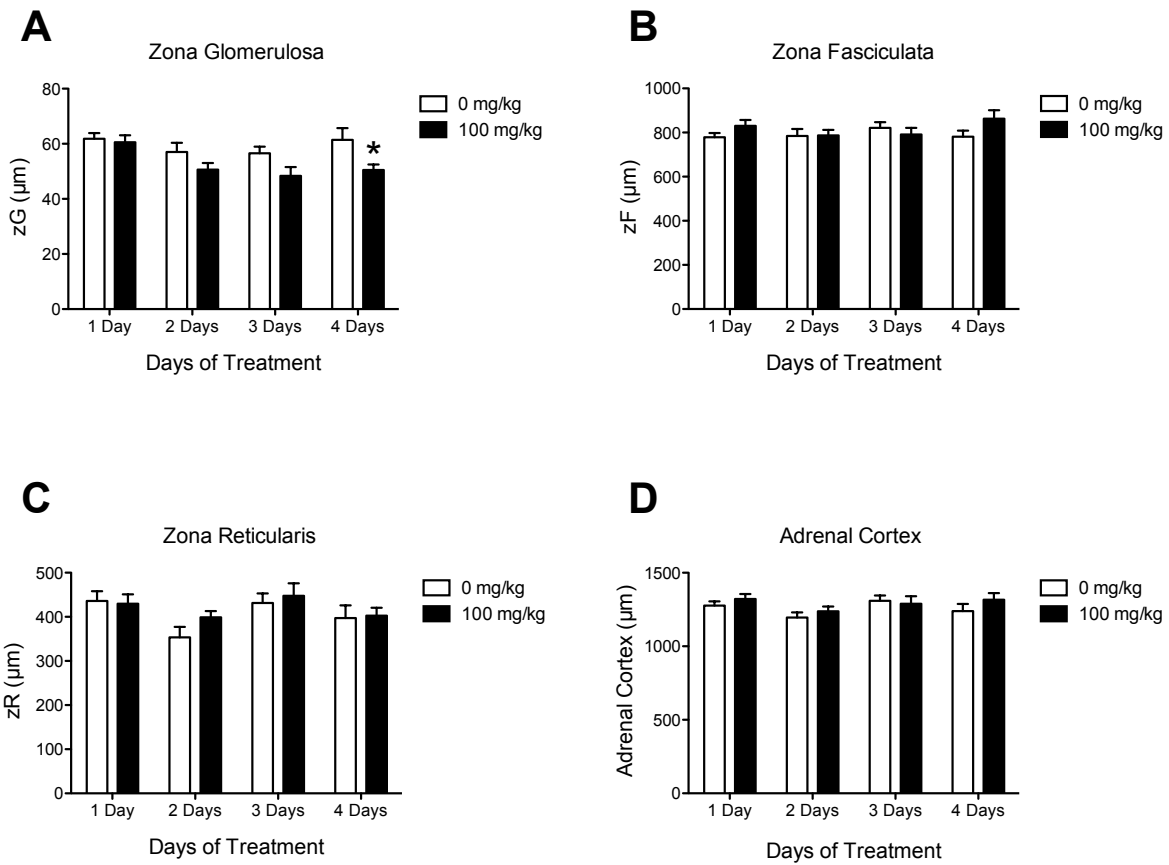 A
Zona Glomerulosa
80
60
40
20
0
zG (µm)
1 Day 2 Days 3 Days 4 Days
Days of Treatment
*
0 mg/kg
100 mg/kg
B
Zona Fasciculata
1000
800
600
400
200
0
zF (µm)
1 Day 2 Days 3 Days 4 Days
Days of Treatment
0 mg/kg
100 mg/kg
C
Zona Reticularis
500
400
300
200
100
0
zR (µm)
1 Day 2 Days 3 Days 4 Days
Days of Treatment
0 mg/kg
100 mg/kg
D
Adrenal Cortex
1500
1000
500
0
Adrenal Cortex (µm)
1 Day 2 Days 3 Days 4 Days
Days of Treatment
0 mg/kg
100 mg/kg